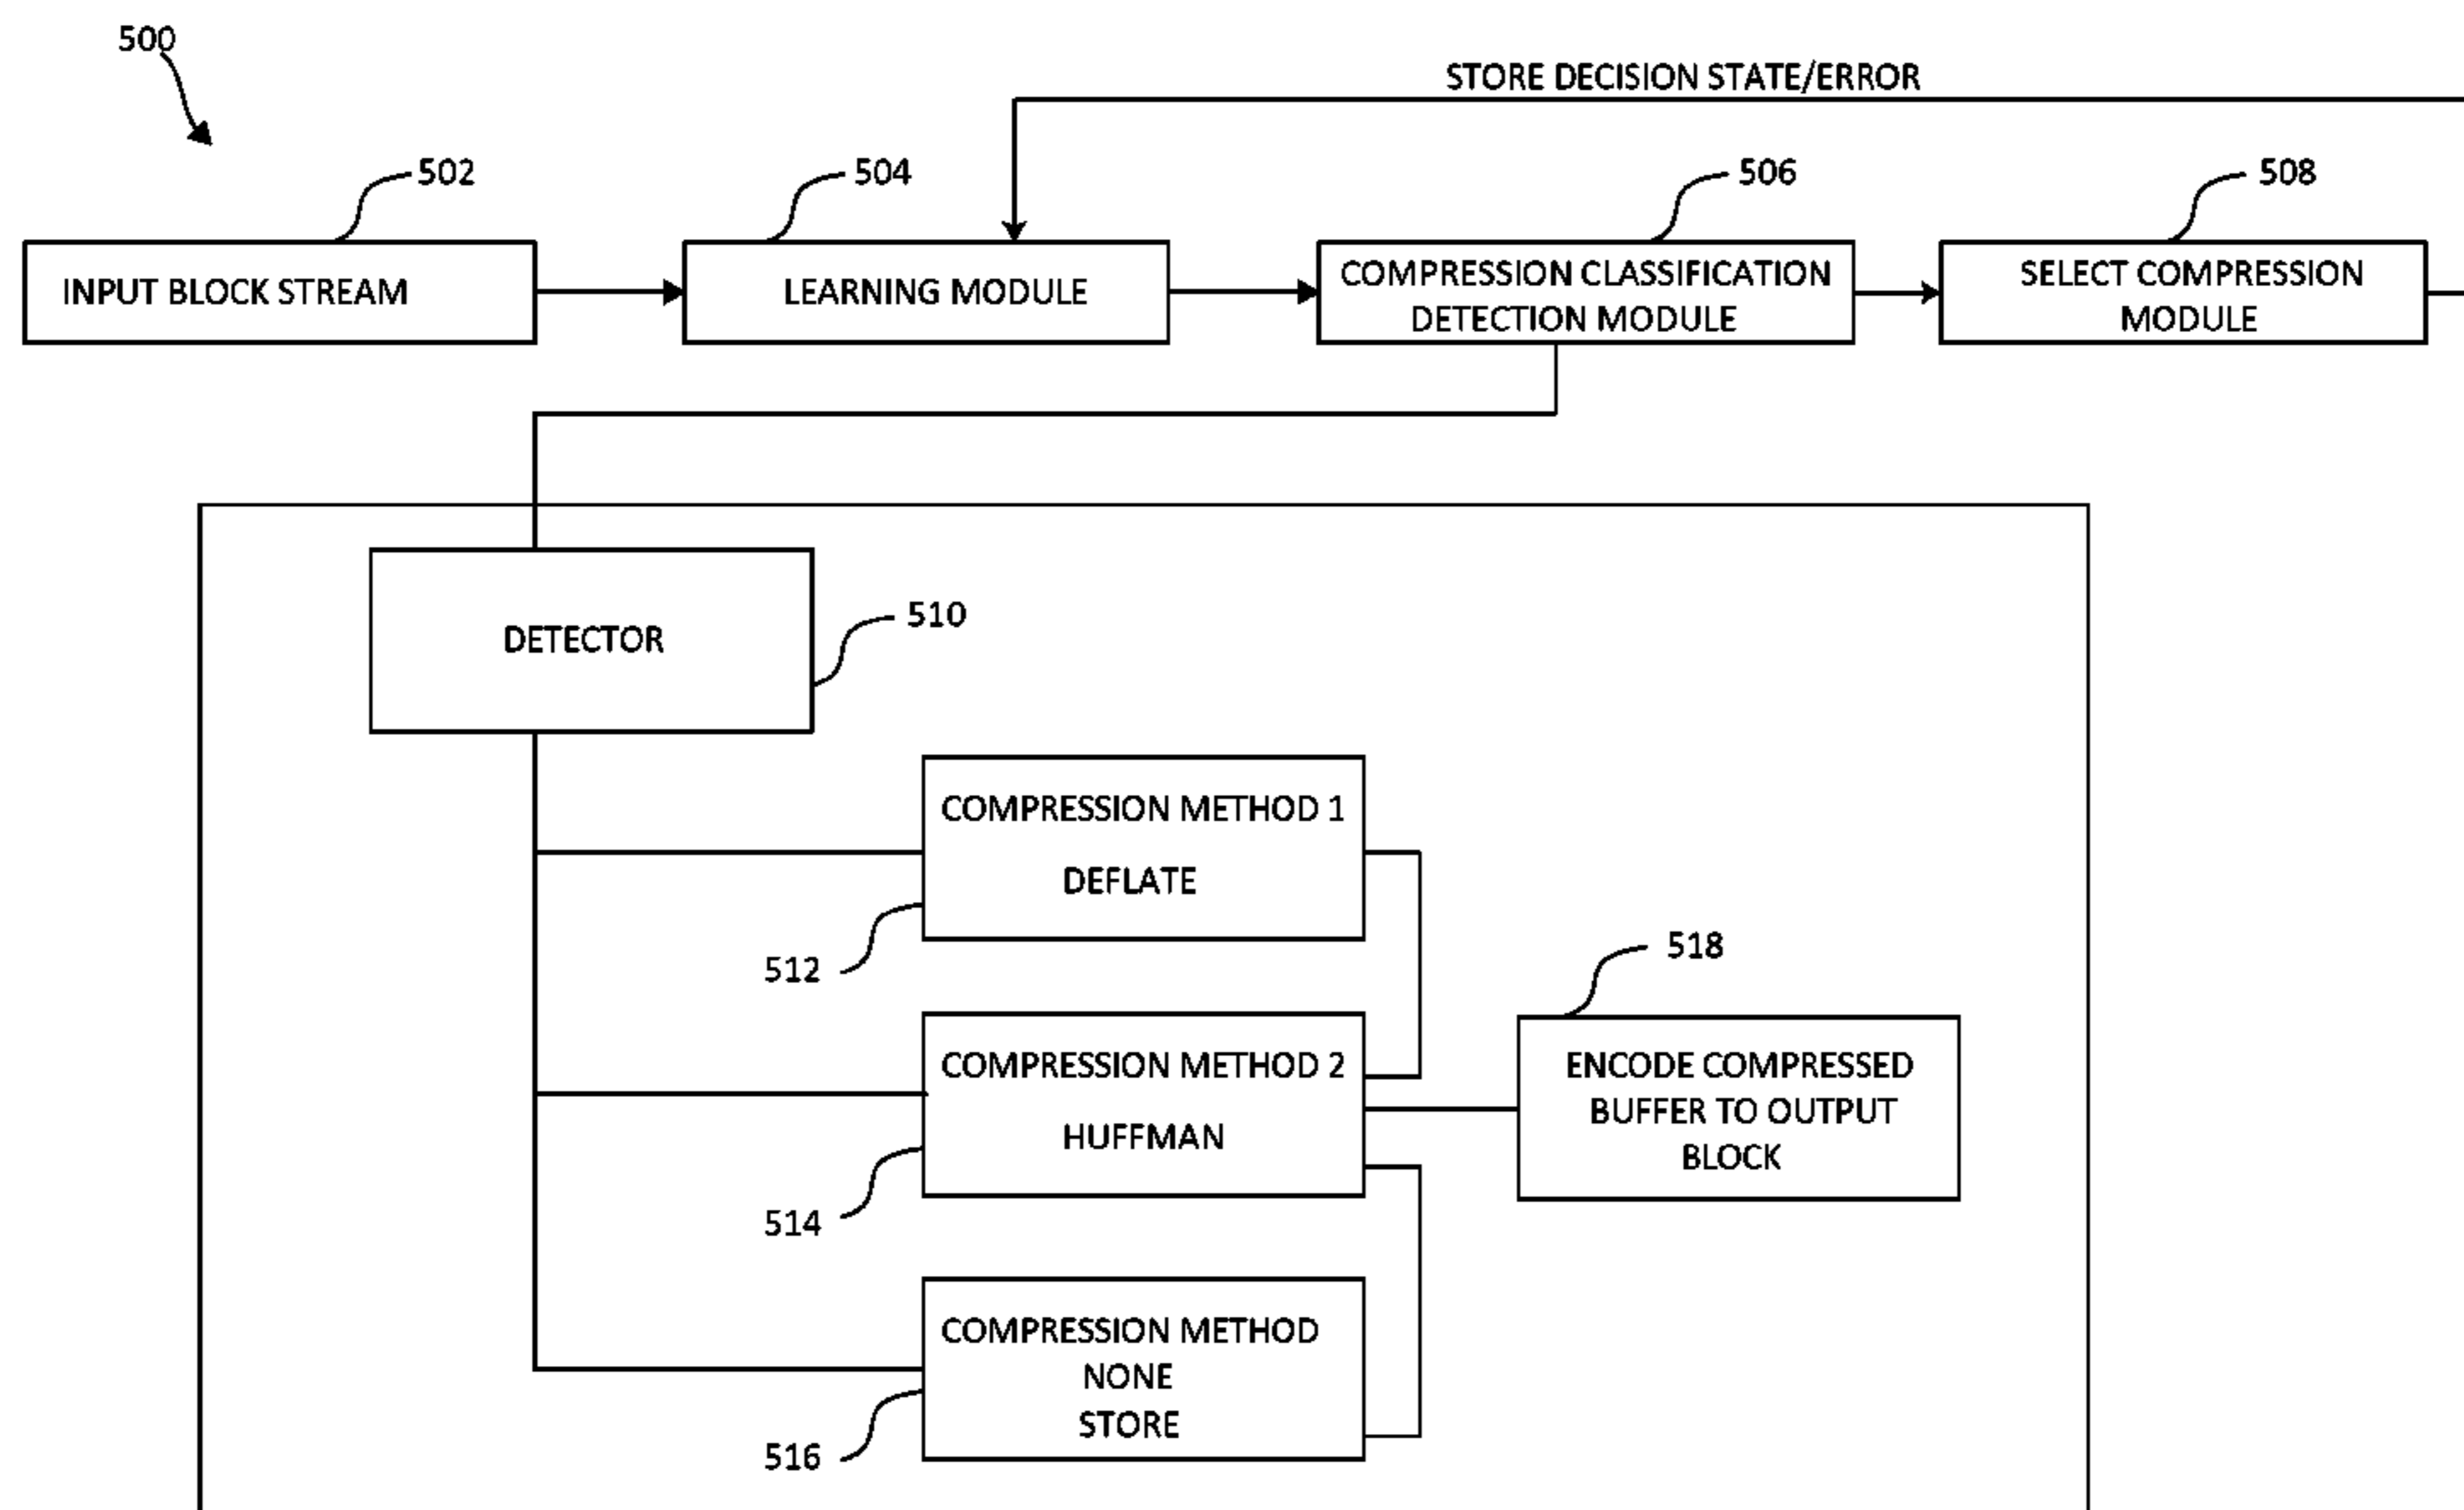 500
STORE DECISION STATE/ERROR
502
504
506
508
INPUT BLOCK STREAM
LEARNING MODULE
COMPRESSION CLASSIFICATION
DETECTION MODULE
SELECT COMPRESSION
MODULE
DETECTOR
510
COMPRESSION METHOD 1
DEFLATE
512
518
COMPRESSION METHOD 2
HUFFMAN
514
ENCODE COMPRESSED
BUFFER TO OUTPUT
BLOCK
COMPRESSION METHOD
NONE
STORE
516